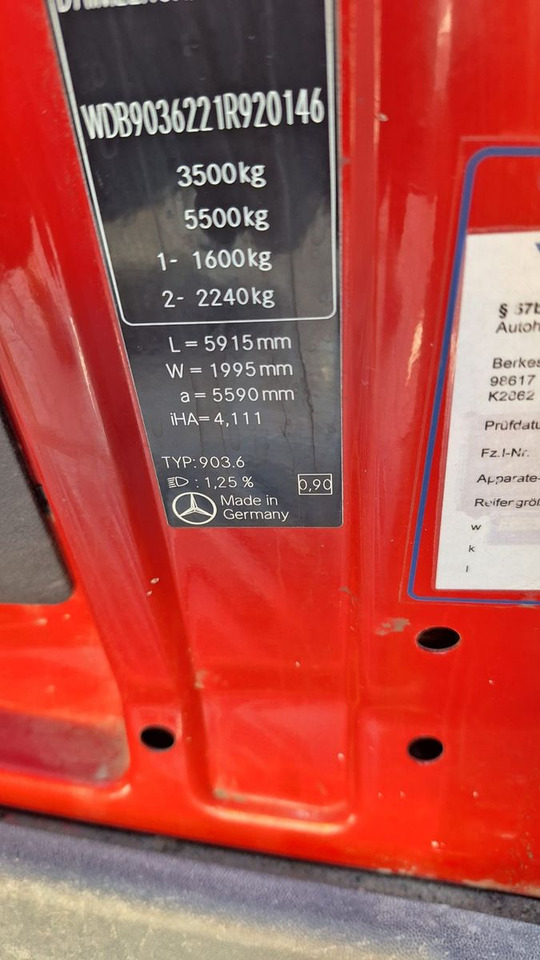 WDB9036221R920146
3500kg
5500kg
1- 1600kg
2- 2240kg
L = 5915mm
W = 1995mm
a = 5590mm
iHA= 4,111
TYP: 903.6
: 1,25 % 0,90
Made in
Germany
§ 57b
Autoh
Berkes
98617
K2062
Prüfdatu
Fz.I-Nr.
Apparate-
Reifengröß
w
k
l